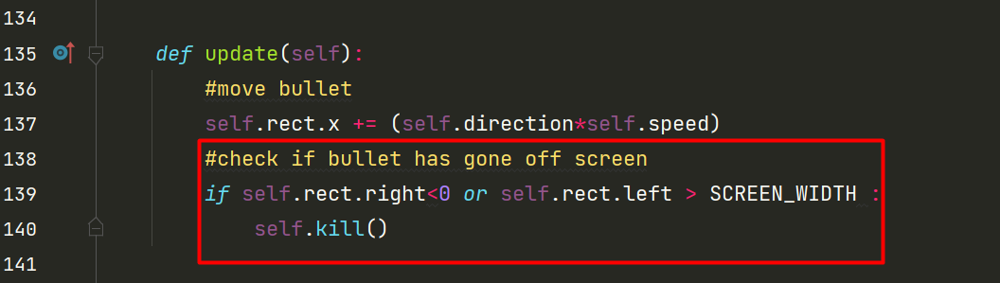 134
135 def update(self):
136 #move bullet
137 self.rect.x += (self.direction*self.speed)
138 #check if bullet has gone off screen
139 if self.rect.right<0 or self.rect.left > SCREEN_WIDTH :
140 self.kill()
141